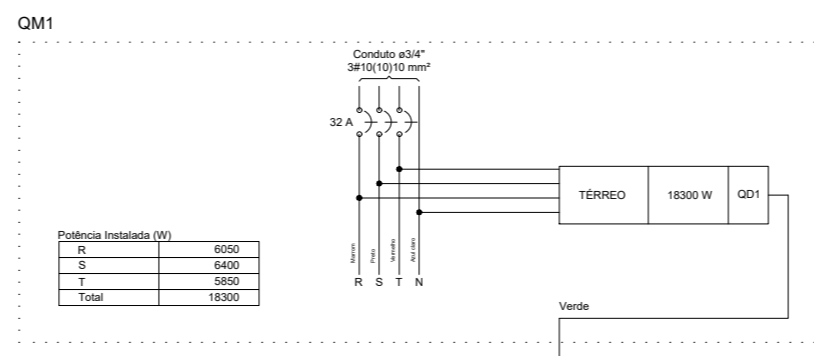 QM1
Conduto ø3/4"
3#10(10)10 mm²
32 A
TÉRREO 18300 W QD1
Potência Instalada (W)
R 6050
S 6400
T 5850
Total 18300
Marrom Preto Vermelho Azul claro
R S T N
Verde